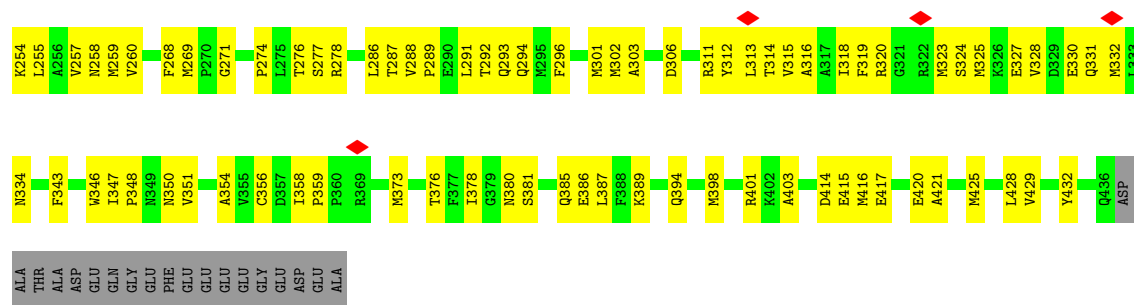 K254 L255 A256 V257 N258 M259 V260 F268 M269 P270 G271 P274 L275 T276 S277 R278 L286 T287 V288 P289 E290 L291 T292 Q293 Q294 M295 F296 M301 M302 A303 D306 R311 Y312 L313 T314 V315 A316 A317 I318 F319 R320 G321 R322 M323 S324 M325 K326 E327 V328 D329 E330 Q331 M332 L333
N334 F343 W346 I347 P348 N349 N350 V351 A354 V355 C356 D357 I358 P359 P360 R369 M373 T376 F377 I378 G379 N380 S381 Q385 E386 L387 F388 K389 Q394 M398 R401 K402 A403 D414 E415 M416 E417 E420 A421 M425 L428 V429 Y432 Q436 ASP
ALA THR ALA ASP GLU GLN GLY GLU PHE GLU GLU GLU GLU GLU GLY GLU ASP GLU ALA